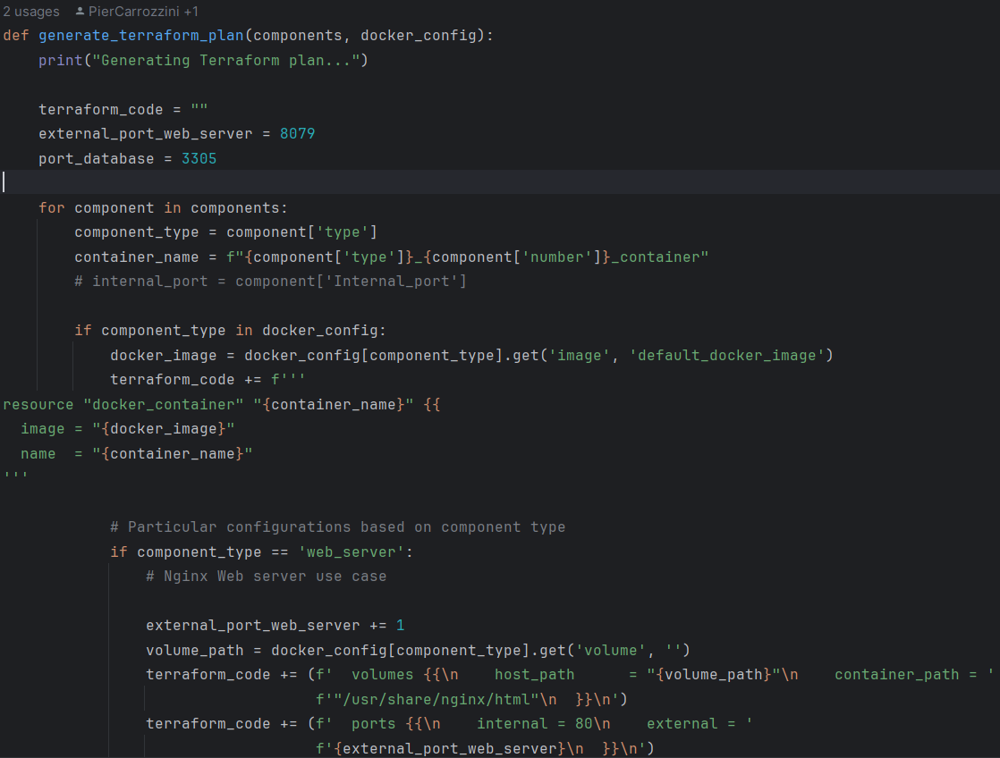 2 usages PierCarrozzini +1
def generate_terraform_plan(components, docker_config):
    print("Generating Terraform plan...")

    terraform_code = ""
    external_port_web_server = 8079
    port_database = 3305

    for component in components:
        component_type = component['type']
        container_name = f"{component['type']}_{component['number']}_container"
        # internal_port = component['Internal_port']

        if component_type in docker_config:
            docker_image = docker_config[component_type].get('image', 'default_docker_image')
            terraform_code += f'''
resource "docker_container" "{container_name}" {{
  image = "{docker_image}"
  name  = "{container_name}"
'''

            # Particular configurations based on component type
            if component_type == 'web_server':
                # Nginx Web server use case

                external_port_web_server += 1
                volume_path = docker_config[component_type].get('volume', '')
                terraform_code += (f'  volumes {{\n    host_path      = "{volume_path}"\n    container_path = '
                                   f'"/usr/share/nginx/html"\n  }}\n')
                terraform_code += (f'  ports {{\n    internal = 80\n    external = '
                                   f'{external_port_web_server}\n  }}\n')